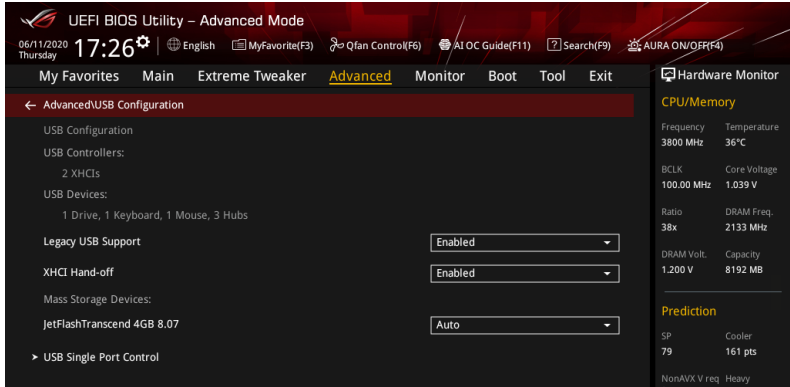 UEFI BIOS Utility – Advanced Mode
06/11/2020 Thursday 17:26 English MyFavorite(F3) Qfan Control(F6) AI OC Guide(F11) Search(F9) AURA ON/OFF(F4)
My Favorites Main Extreme Tweaker Advanced Monitor Boot Tool Exit
Advanced\USB Configuration
USB Configuration
USB Controllers:
2 XHCIs
USB Devices:
1 Drive, 1 Keyboard, 1 Mouse, 3 Hubs
Legacy USB Support Enabled
XHCI Hand-off Enabled
Mass Storage Devices:
JetFlashTranscend 4GB 8.07 Auto
USB Single Port Control
Hardware Monitor
CPU/Memory
Frequency Temperature
3800 MHz 36°C
BCLK Core Voltage
100.00 MHz 1.039 V
Ratio DRAM Freq.
38x 2133 MHz
DRAM Volt. Capacity
1.200 V 8192 MB
Prediction
SP Cooler
79 161 pts
NonAVX V req Heavy